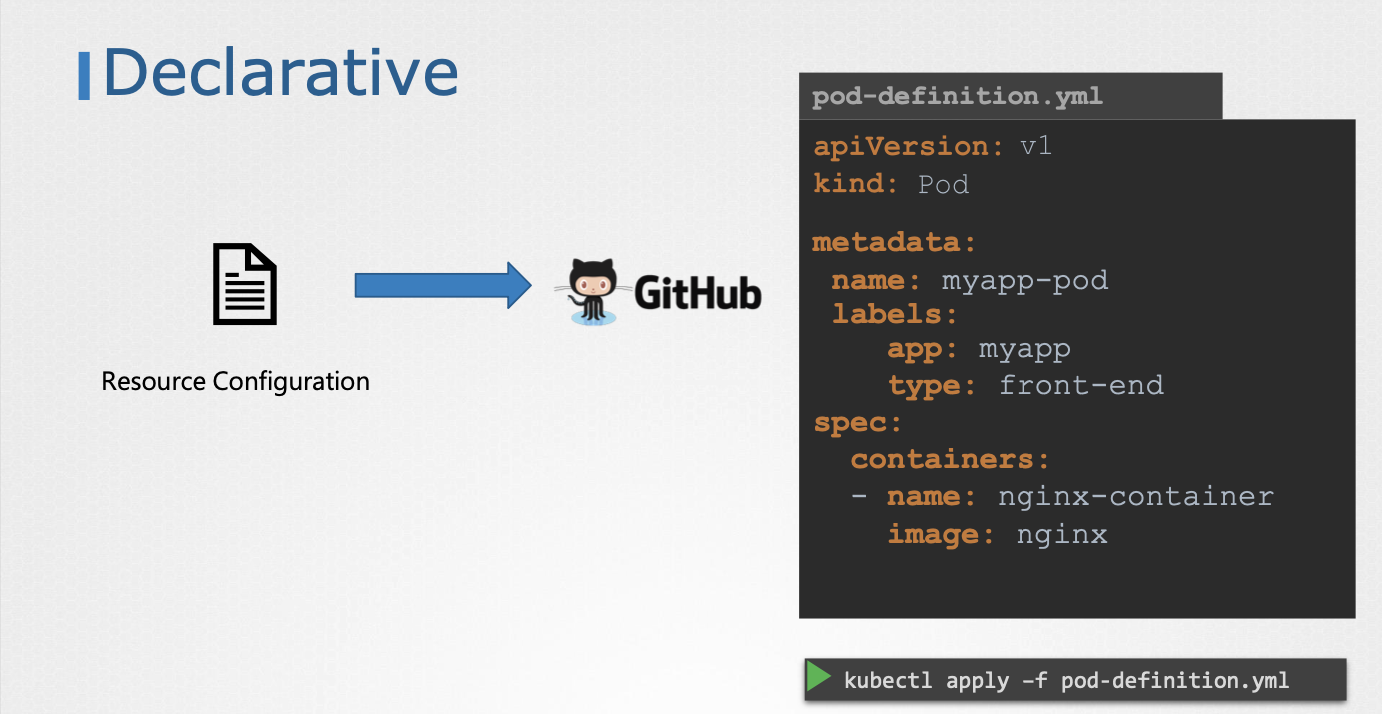 Declarative
Resource Configuration
GitHub
pod-definition.yml
apiVersion: v1
kind: Pod
metadata:
 name: myapp-pod
 labels:
    app: myapp
    type: front-end
spec:
  containers:
  - name: nginx-container
    image: nginx
kubectl apply –f pod-definition.yml